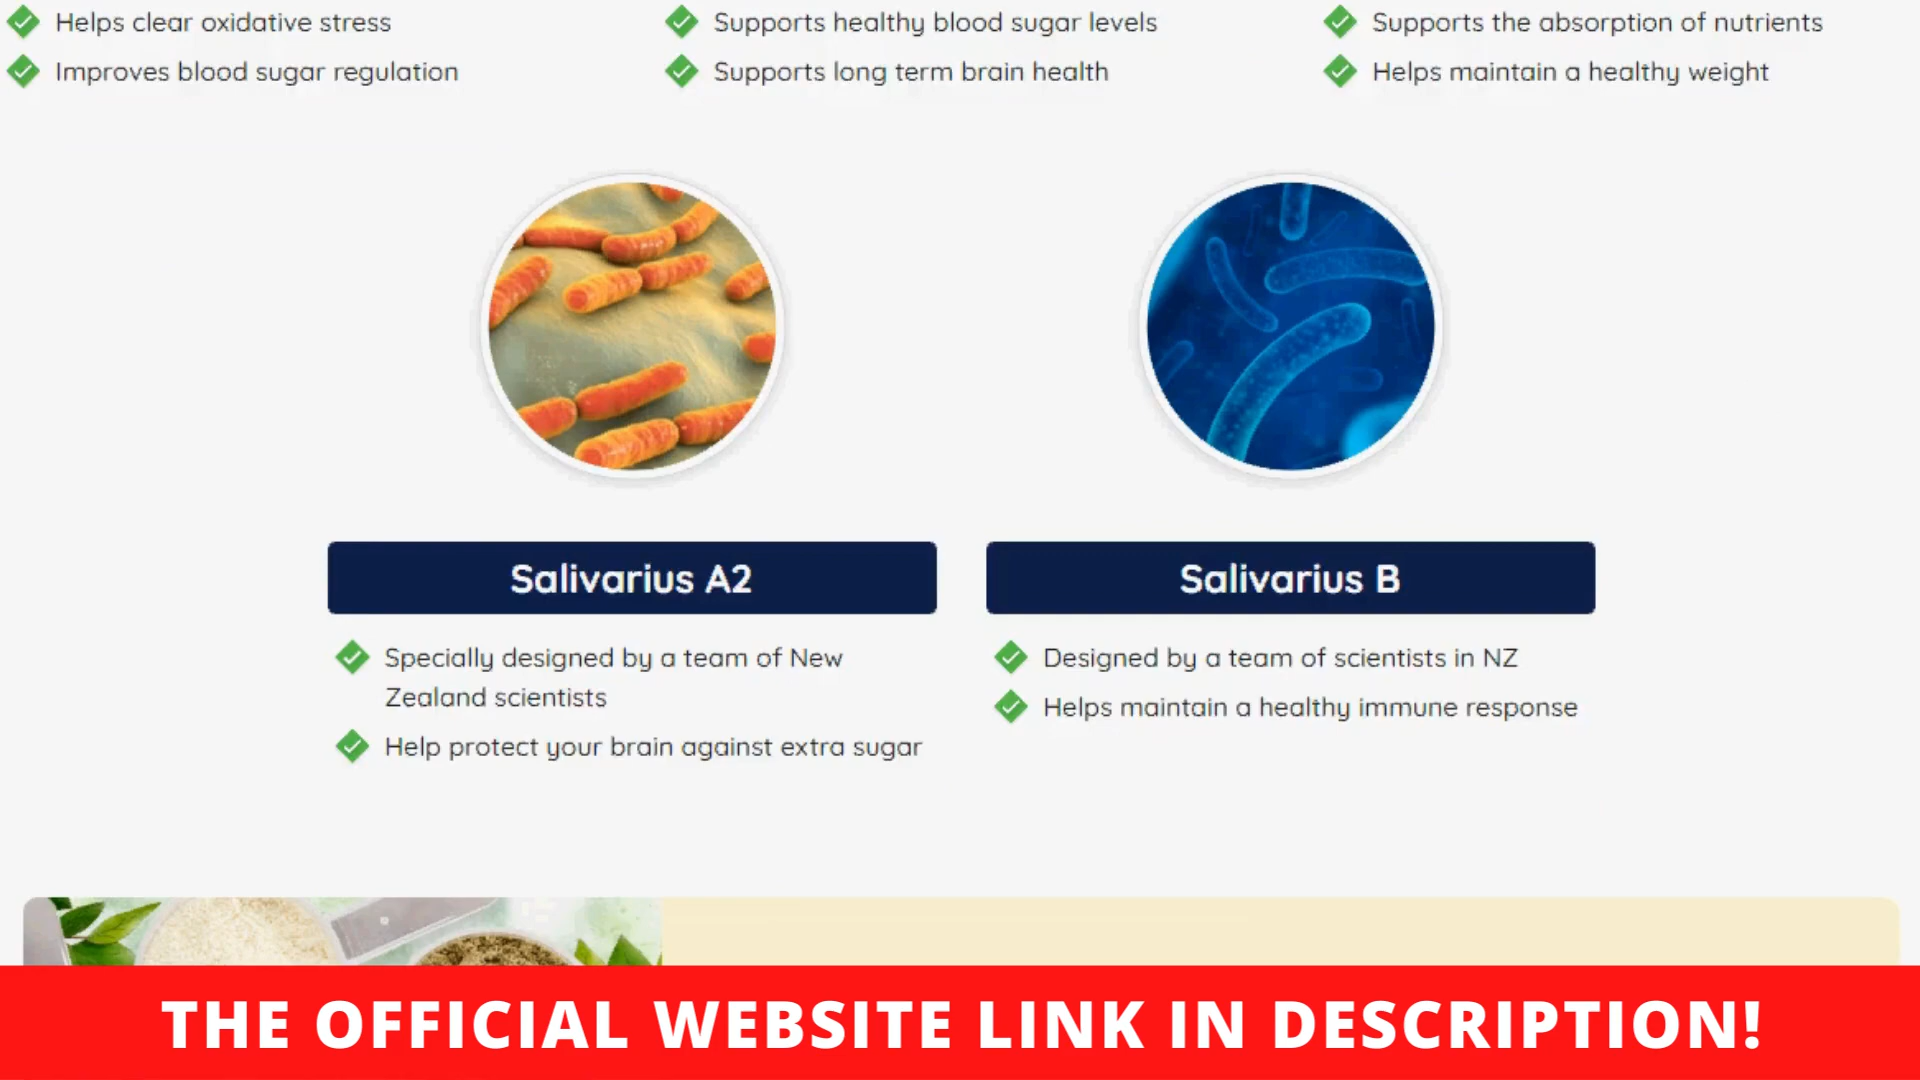 Helps clear oxidative stress
Improves blood sugar regulation
Supports healthy blood sugar levels
Supports long term brain health
Supports the absorption of nutrients
Helps maintain a healthy weight
Salivarius A2
Specially designed by a team of New
Zealand scientists
Help protect your brain against extra sugar
Salivarius B
Designed by a team of scientists in NZ
Helps maintain a healthy immune response
THE OFFICIAL WEBSITE LINK IN DESCRIPTION!